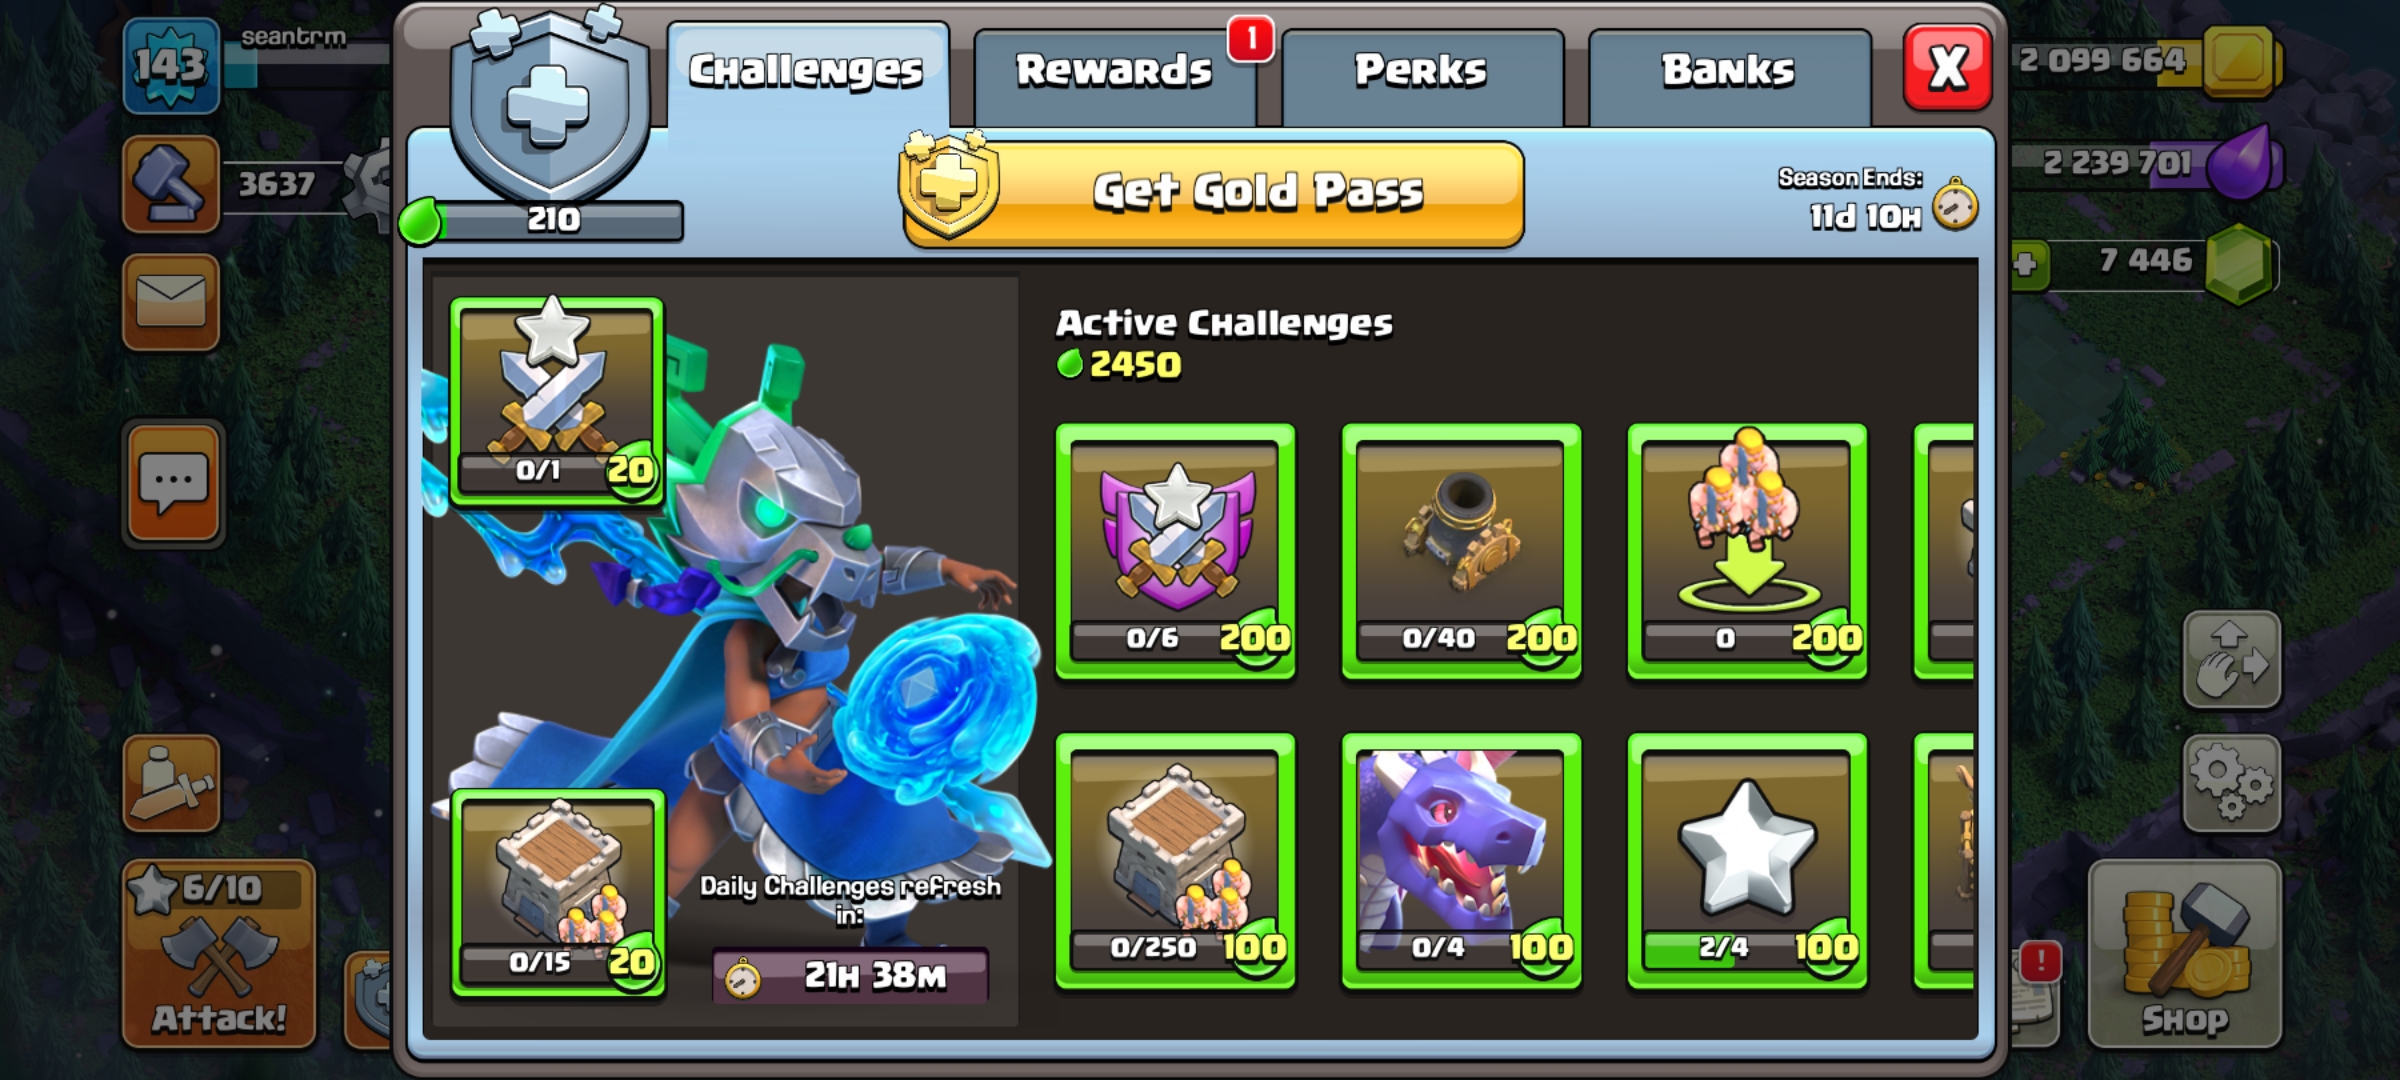 143
seantrm
3637
Challenges
Rewards
1
Perks
Banks
X
2 099 664
2 239 701
7 446
210
Get Gold Pass
Season Ends:
11d 10H
0/1
20
Active Challenges
2450
0/6
200
0/40
200
0
200
0/15
20
Daily Challenges refresh
in:
21H 38M
0/250
100
0/4
100
2/4
100
6/10
Attack!
!
Shop